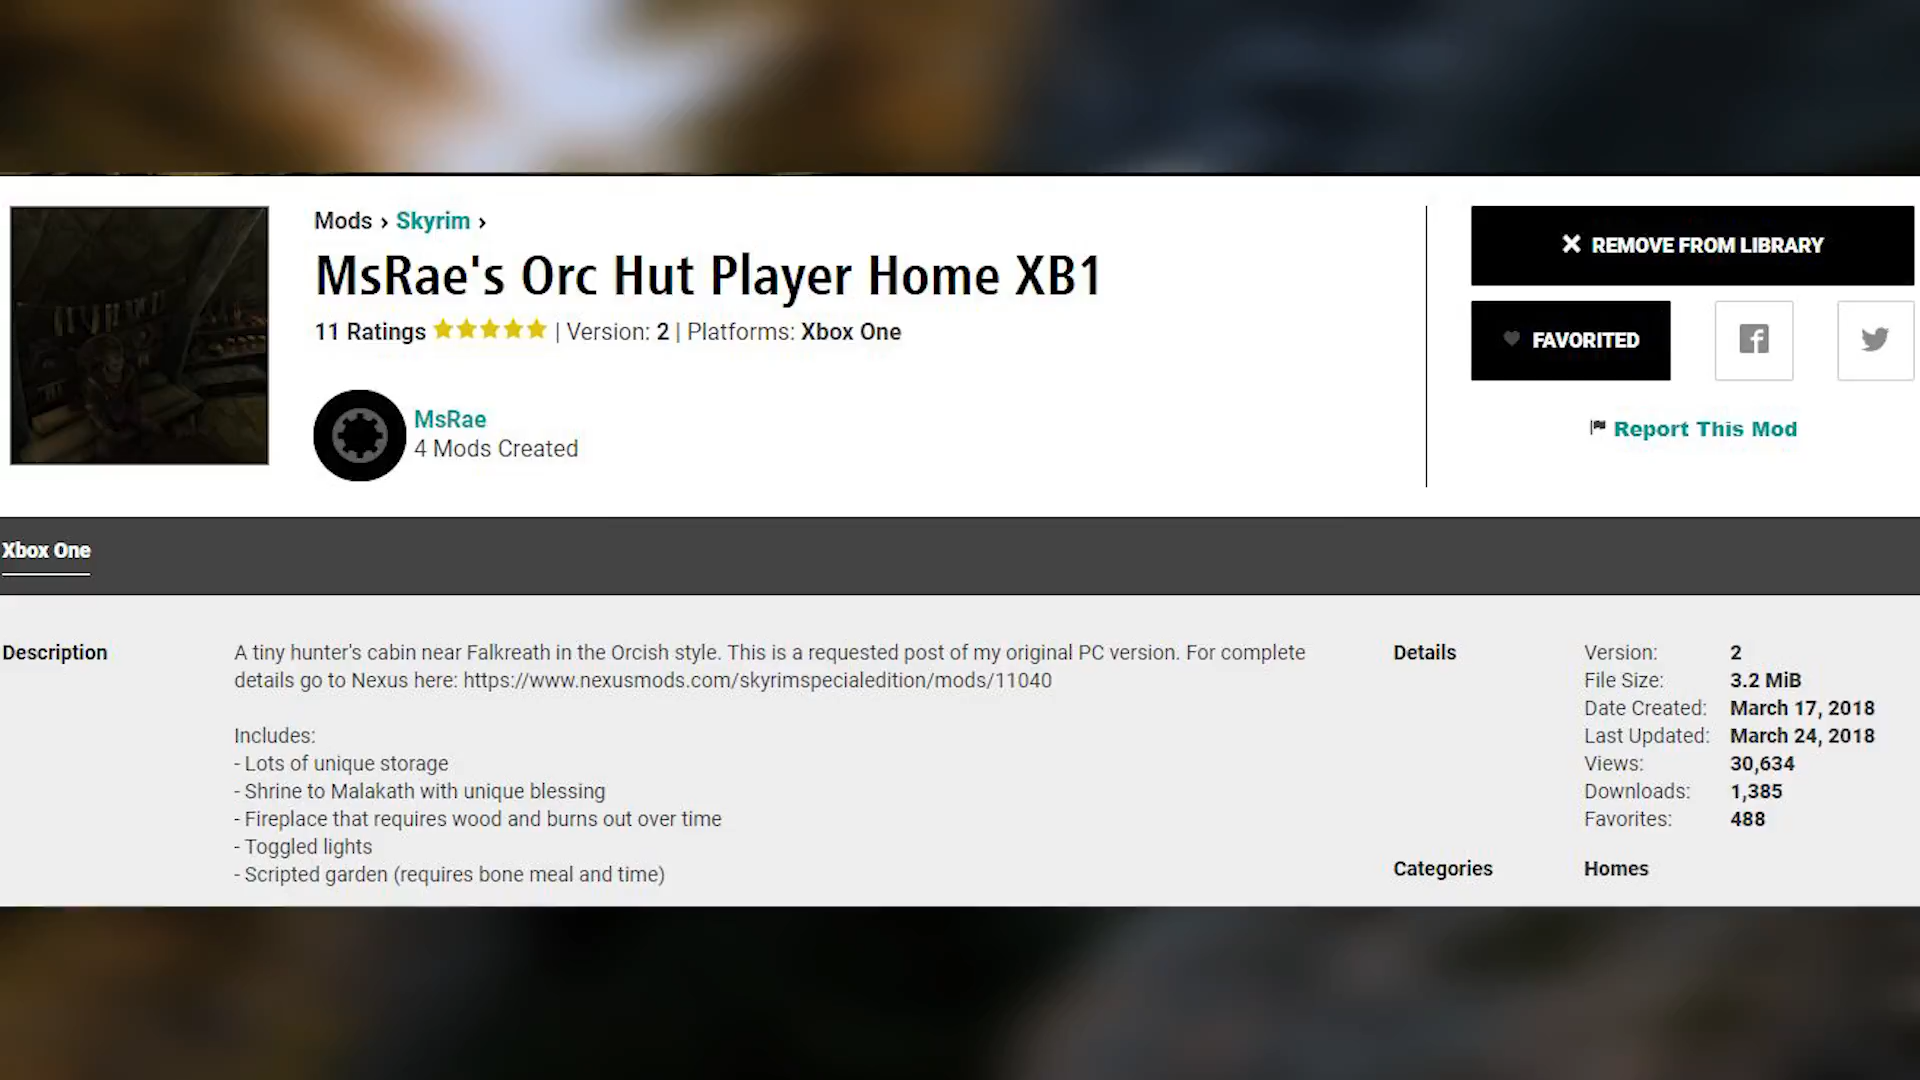 Mods › Skyrim ›
MsRae's Orc Hut Player Home XB1
11 Ratings | Version: 2 | Platforms: Xbox One
MsRae
4 Mods Created
REMOVE FROM LIBRARY
FAVORITED
Report This Mod
Xbox One
Description
A tiny hunter's cabin near Falkreath in the Orcish style. This is a requested post of my original PC version. For complete
details go to Nexus here: https://www.nexusmods.com/skyrimspecialedition/mods/11040
Includes:
- Lots of unique storage
- Shrine to Malakath with unique blessing
- Fireplace that requires wood and burns out over time
- Toggled lights
- Scripted garden (requires bone meal and time)
Details
Version: 2
File Size: 3.2 MiB
Date Created: March 17, 2018
Last Updated: March 24, 2018
Views: 30,634
Downloads: 1,385
Favorites: 488
Categories Homes